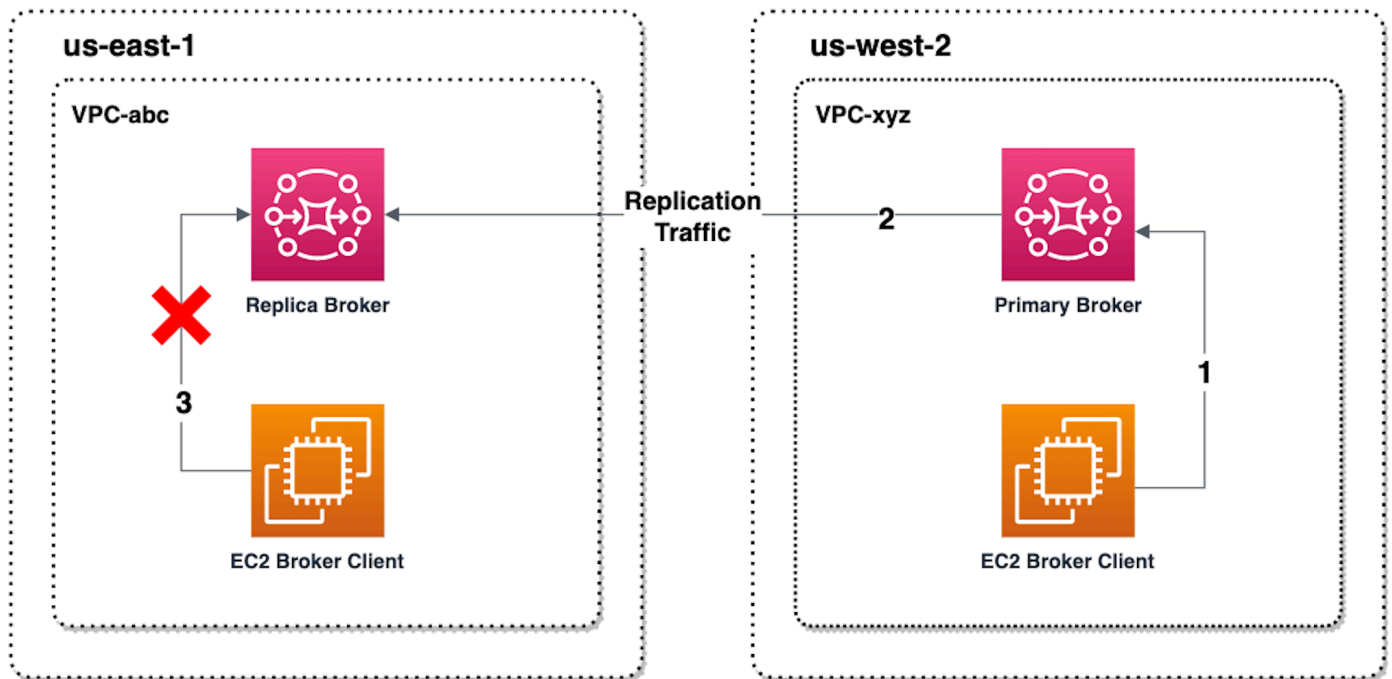 us-east-1
VPC-abc
Replica Broker
3
EC2 Broker Client
Replication
Traffic
2
us-west-2
VPC-xyz
Primary Broker
1
EC2 Broker Client